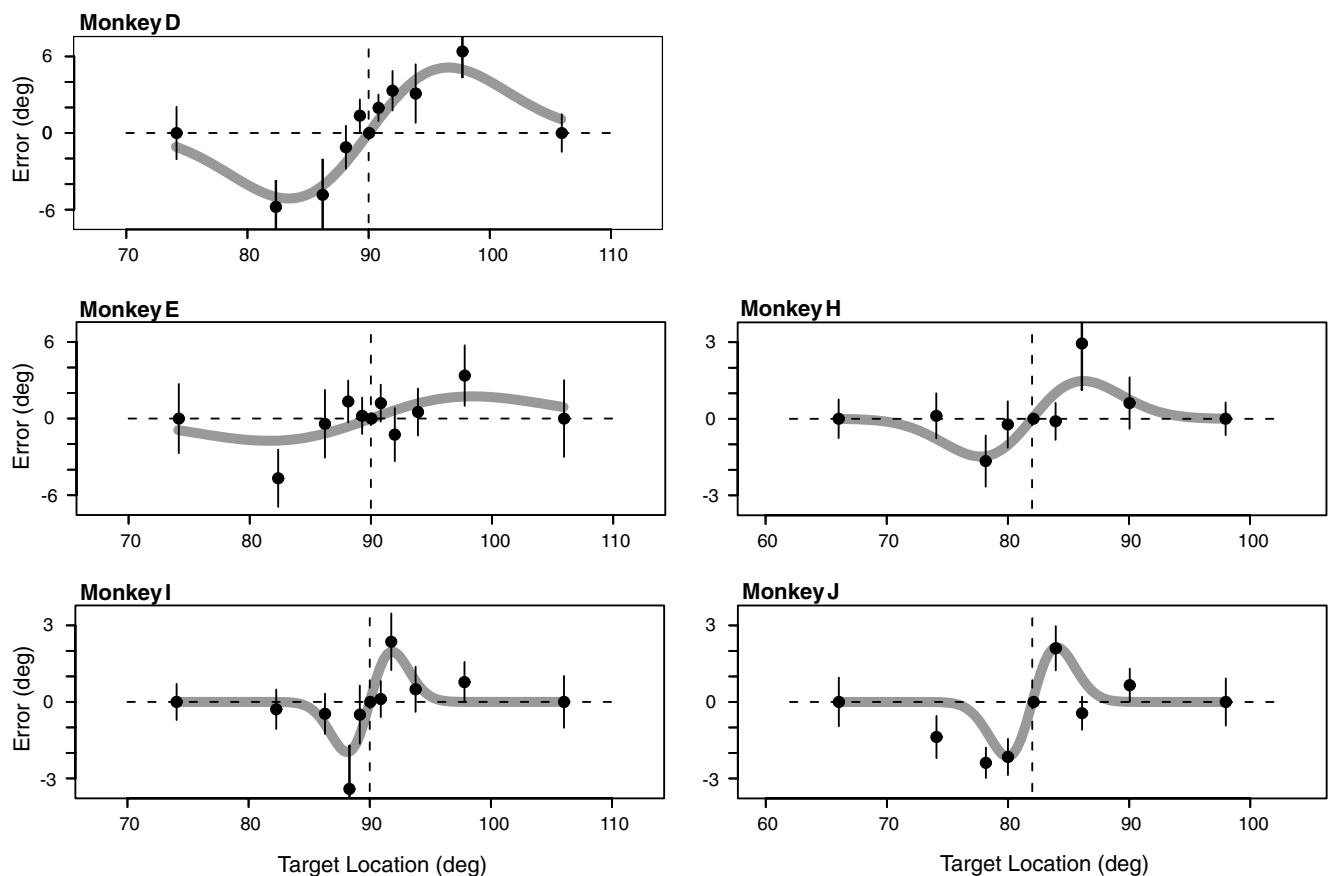 Monkey D
Error (deg)
6
0
-6
70 80 90 100 110
Monkey E
Error (deg)
6
0
-6
70 80 90 100 110
Monkey H
3
0
-3
60 70 80 90 100
Monkey I
Error (deg)
3
0
-3
70 80 90 100 110
Target Location (deg)
Monkey J
3
0
-3
60 70 80 90 100
Target Location (deg)